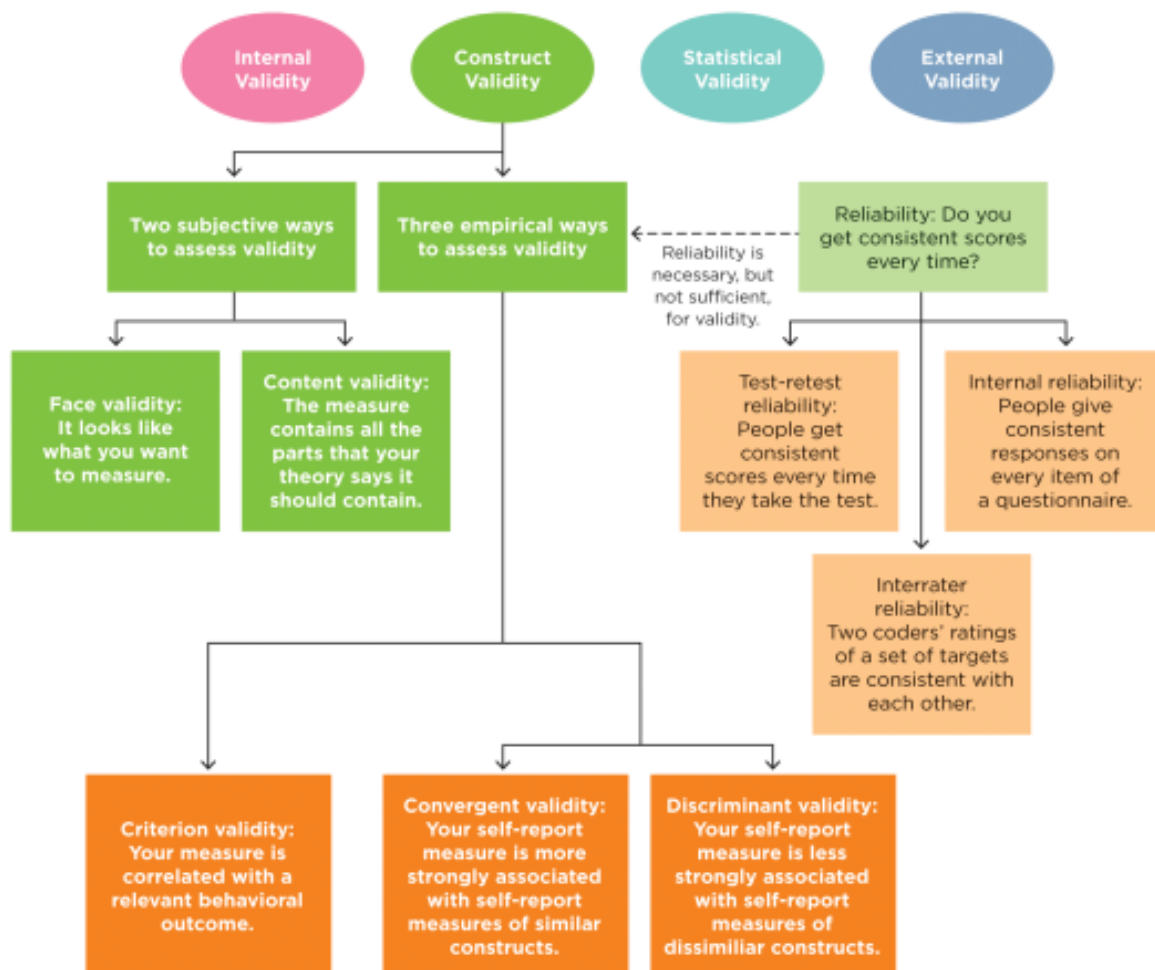 Internal
Validity
Construct
Validity
Statistical
Validity
External
Validity
Two subjective ways
to assess validity
Three empirical ways
to assess validity
Reliability: Do you
get consistent scores
every time?
Reliability is
necessary, but
not sufficient,
for validity.
Face validity:
It looks like
what you want
to measure.
Content validity:
The measure
contains all the
parts that your
theory says it
should contain.
Test-retest
reliability:
People get
consistent
scores every time
they take the test.
Internal reliability:
People give
consistent
responses on
every item of
a questionnaire.
Interrater
reliability:
Two coders’ ratings
of a set of targets
are consistent with
each other.
Criterion validity:
Your measure is
correlated with a
relevant behavioral
outcome.
Convergent validity:
Your self-report
measure is more
strongly associated
with self-report
measures of similar
constructs.
Discriminant validity:
Your self-report
measure is less
strongly associated
with self-report
measures of
dissimiliar constructs.